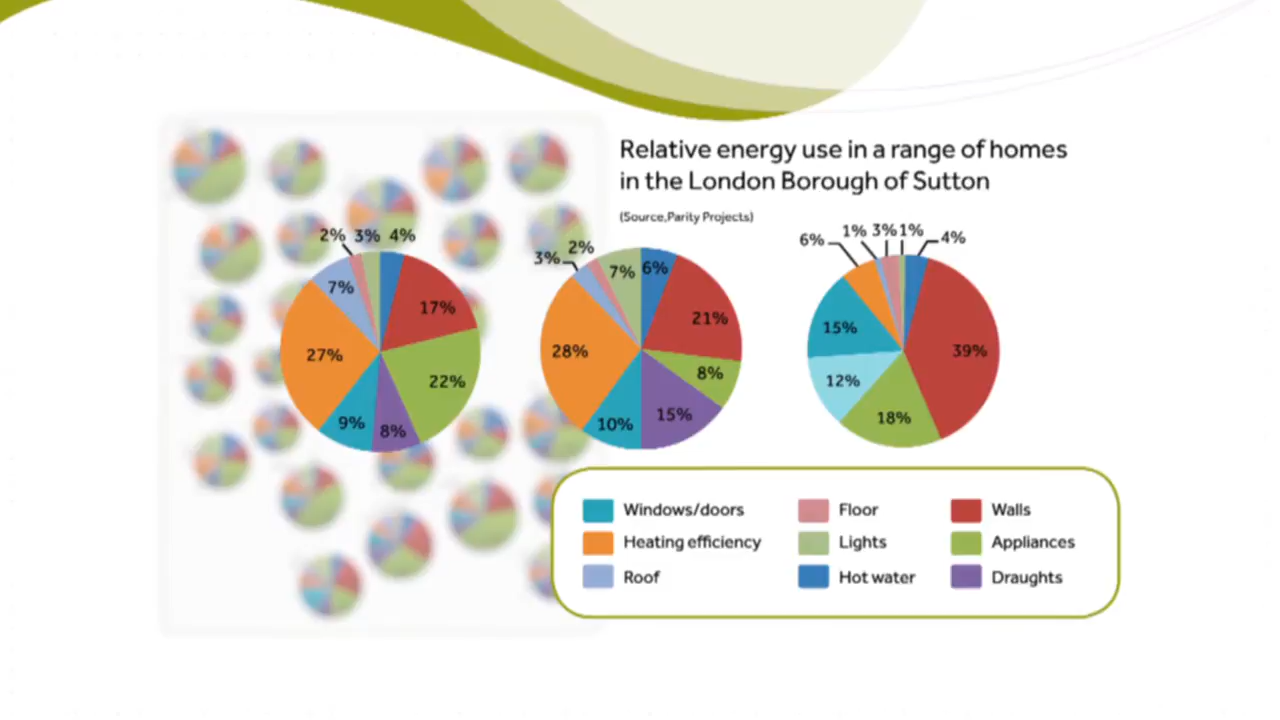 Relative energy use in a range of homes
in the London Borough of Sutton
(Source,Parity Projects)
2% 3% 4%
7%
17%
27%
22%
9%
8%
3%
2%
7%
6%
21%
28%
8%
15%
10%
6%
1%
3%
1%
4%
15%
39%
12%
18%
Windows/doors
Floor
Walls
Heating efficiency
Lights
Appliances
Roof
Hot water
Draughts